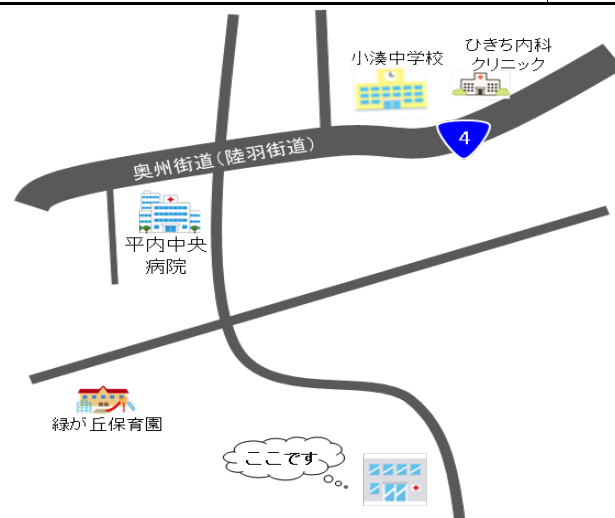 ひきち内科
クリニック
小湊中学校
4
奥州街道（陸羽街道）
平内中央
病院
緑が丘保育園
ここです